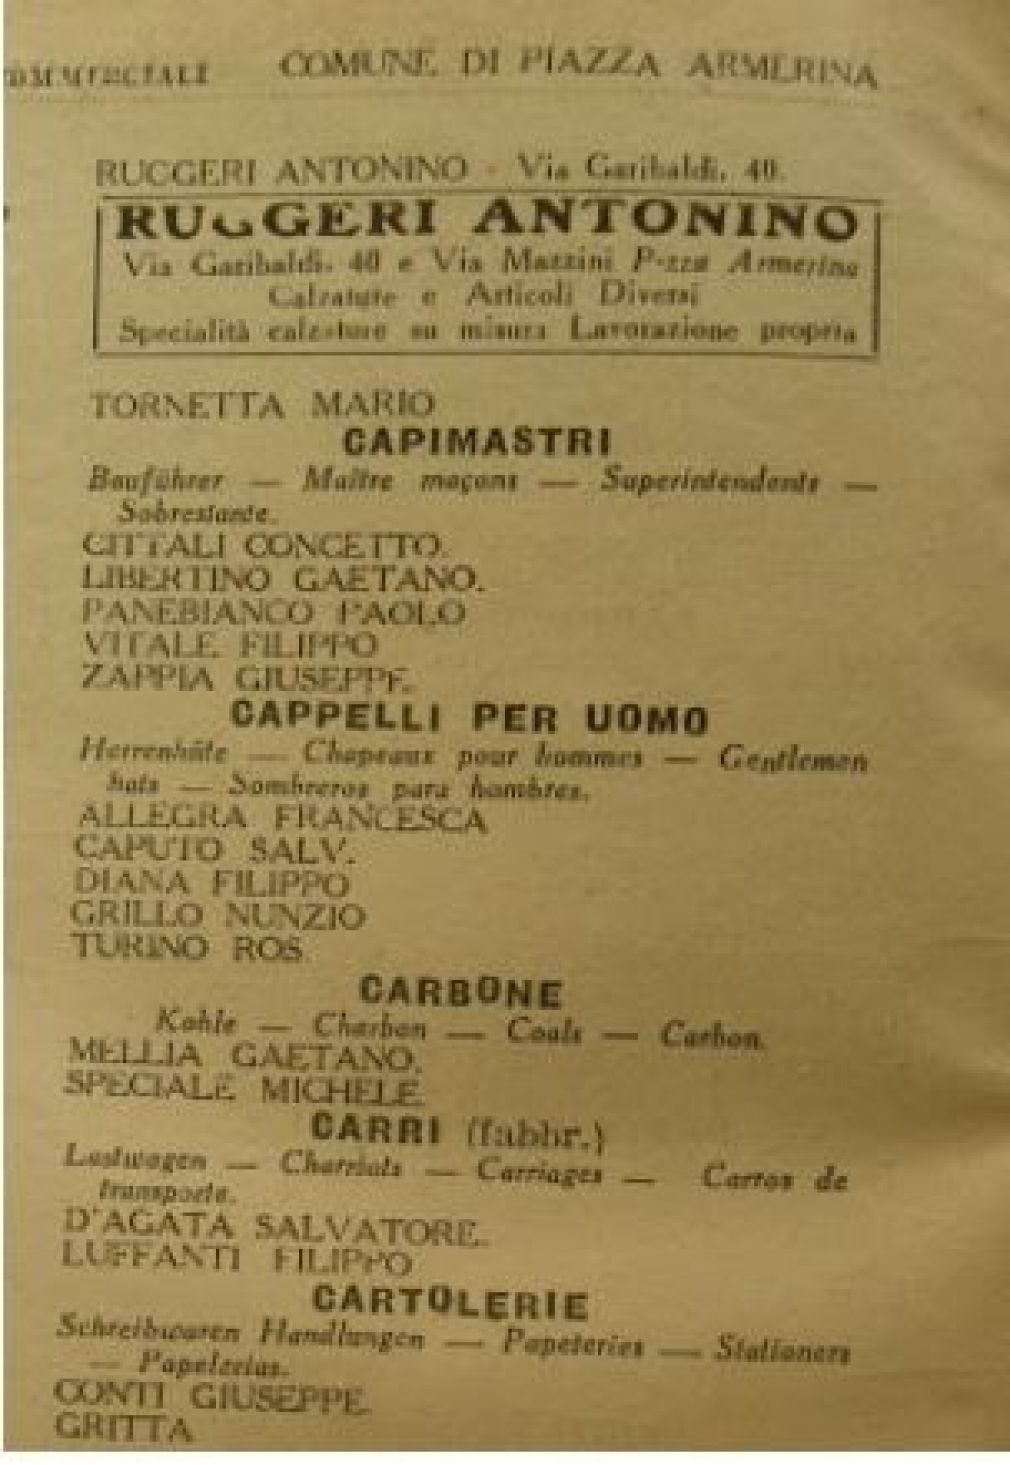 COMMERCIALE COMUNE DI PIAZZA ARMERINA
RUGGERI ANTONINO - Via Garibaldi, 40.
RUGGERI ANTONINO
Via Garibaldi, 40 e Via Mazzini P-zza Armerina
Calzature e Articoli Diversi
Specialità calzature su misura Lavorazione propria
TORNETTA MARIO
CAPIMASTRI
Bauführer — Maître maçons — Superintendents —
Sobrestante.
CITTALI CONCETTO.
LIBERTINO GAETANO.
PANEBIANCO PAOLO
VITALE FILIPPO
ZAPPIA GIUSEPPE.
CAPPELLI PER UOMO
Herrenhüte — Chapeaux pour hommes — Gentlemen
hats — Sombreros para hombres.
ALLEGRA FRANCESCA
CAPUTO SALV.
DIANA FILIPPO
GRILLO NUNZIO
TURINO ROS.
CARBONE
Kohle — Charbon — Coals — Carbon.
MELLIA GAETANO.
SPECIALE MICHELE
CARRI (fabbr.)
Lastwagen — Charriots — Carriages — Carros de
transporte.
D'AGATA SALVATORE.
LUFFANTI FILIPPO
CARTOLERIE
Schreibwaren Handlungen — Papeteries — Stationers
— Papelerias.
CONTI GIUSEPPE
GRITTA